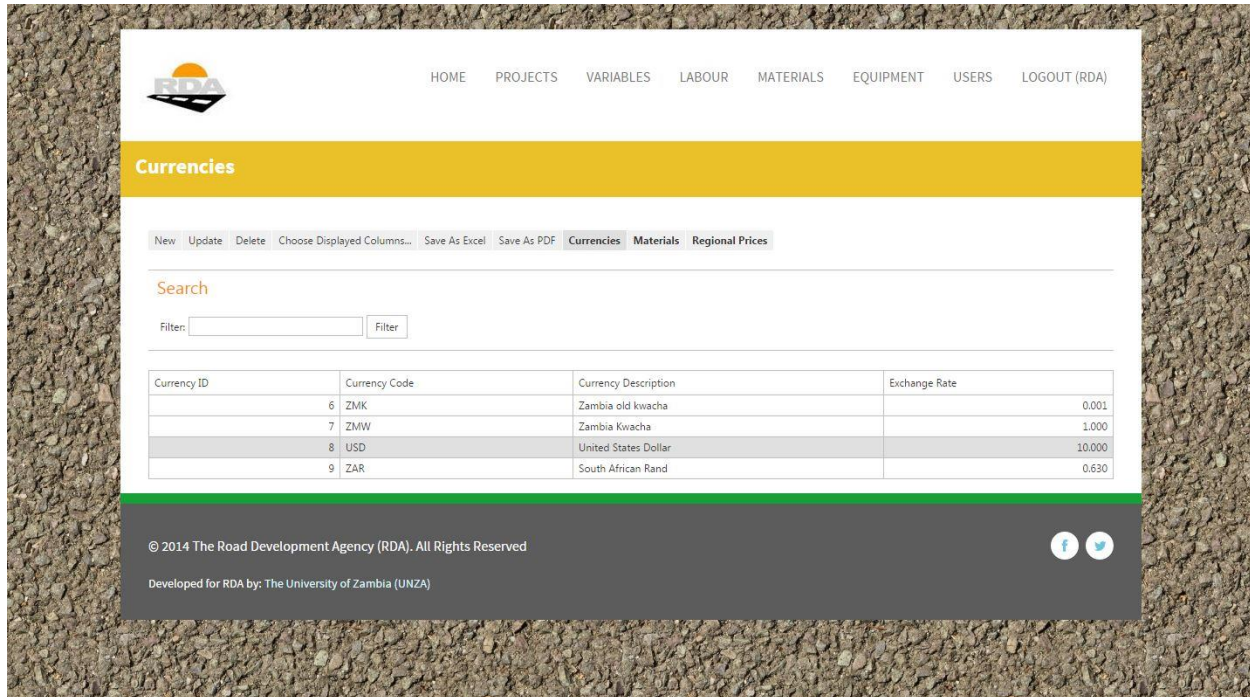 RDA
HOME PROJECTS VARIABLES LABOUR MATERIALS EQUIPMENT USERS LOGOUT (RDA)
Currencies
New Update Delete Choose Displayed Columns... Save As Excel Save As PDF Currencies Materials Regional Prices
Search
Filter: Filter
Currency ID Currency Code Currency Description Exchange Rate
6 ZMK Zambia old kwacha 0.001
7 ZMW Zambia Kwacha 1.000
8 USD United States Dollar 10.000
9 ZAR South African Rand 0.630
© 2014 The Road Development Agency (RDA). All Rights Reserved
Developed for RDA by: The University of Zambia (UNZA)